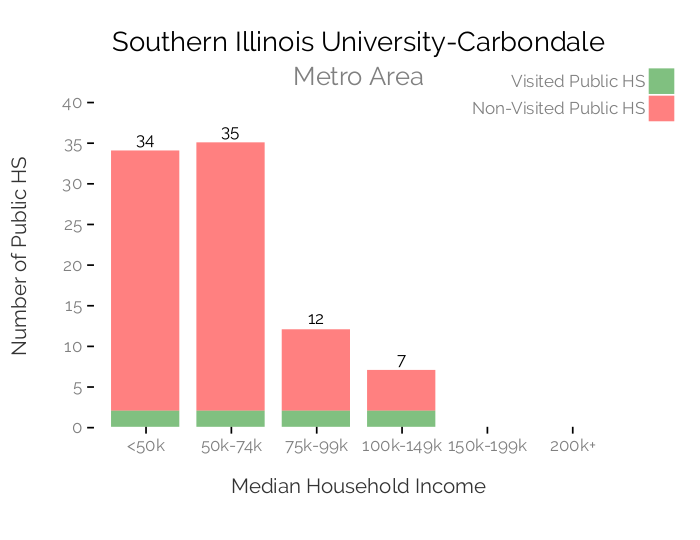 Southern Illinois University-Carbondale
Metro Area
Visited Public HS
Non-Visited Public HS
Number of Public HS
40
35
30
25
20
15
10
5
0
34
35
12
7
<50k
50k-74k
75k-99k
100k-149k
150k-199k
200k+
Median Household Income